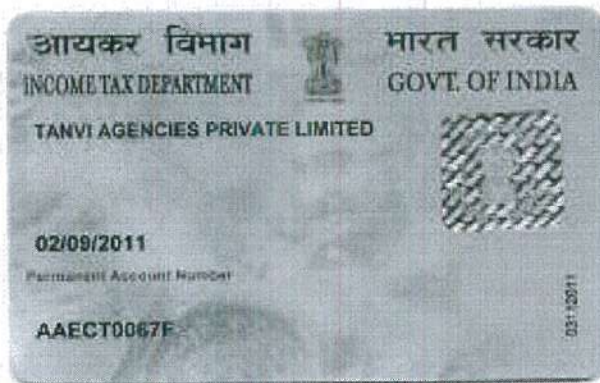 आयकर विभाग
भारत सरकार
INCOME TAX DEPARTMENT
GOVT. OF INDIA
TANVI AGENCIES PRIVATE LIMITED
02/09/2011
Permanent Account Number
AAECT0067F
03112011